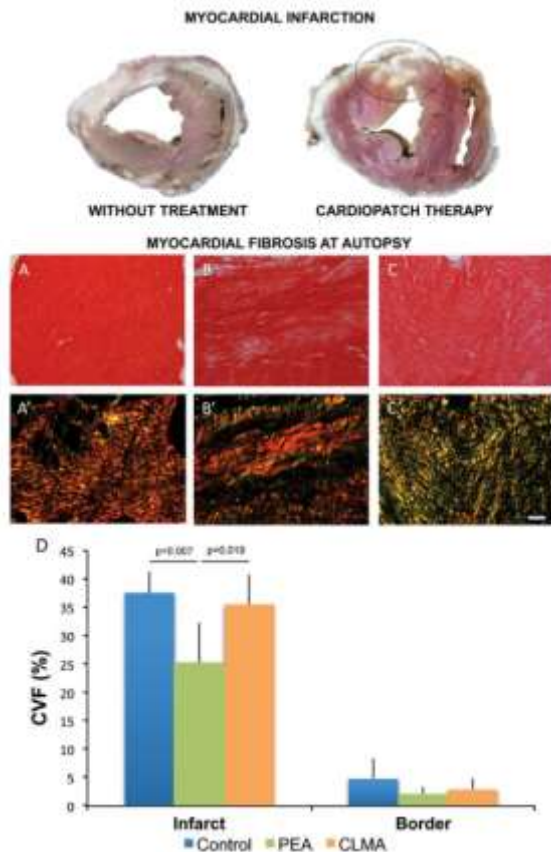 MYOCARDIAL INFARCTION
WITHOUT TREATMENT CARDIOPATCH THERAPY
MYOCARDIAL FIBROSIS AT AUTOPSY
A B C
A' B' C'
D
p=0.007 p=0.019
45
40
35
30
25
20
15
10
5
0
CVF (%)
Infarct Border
Control PEA CLMA